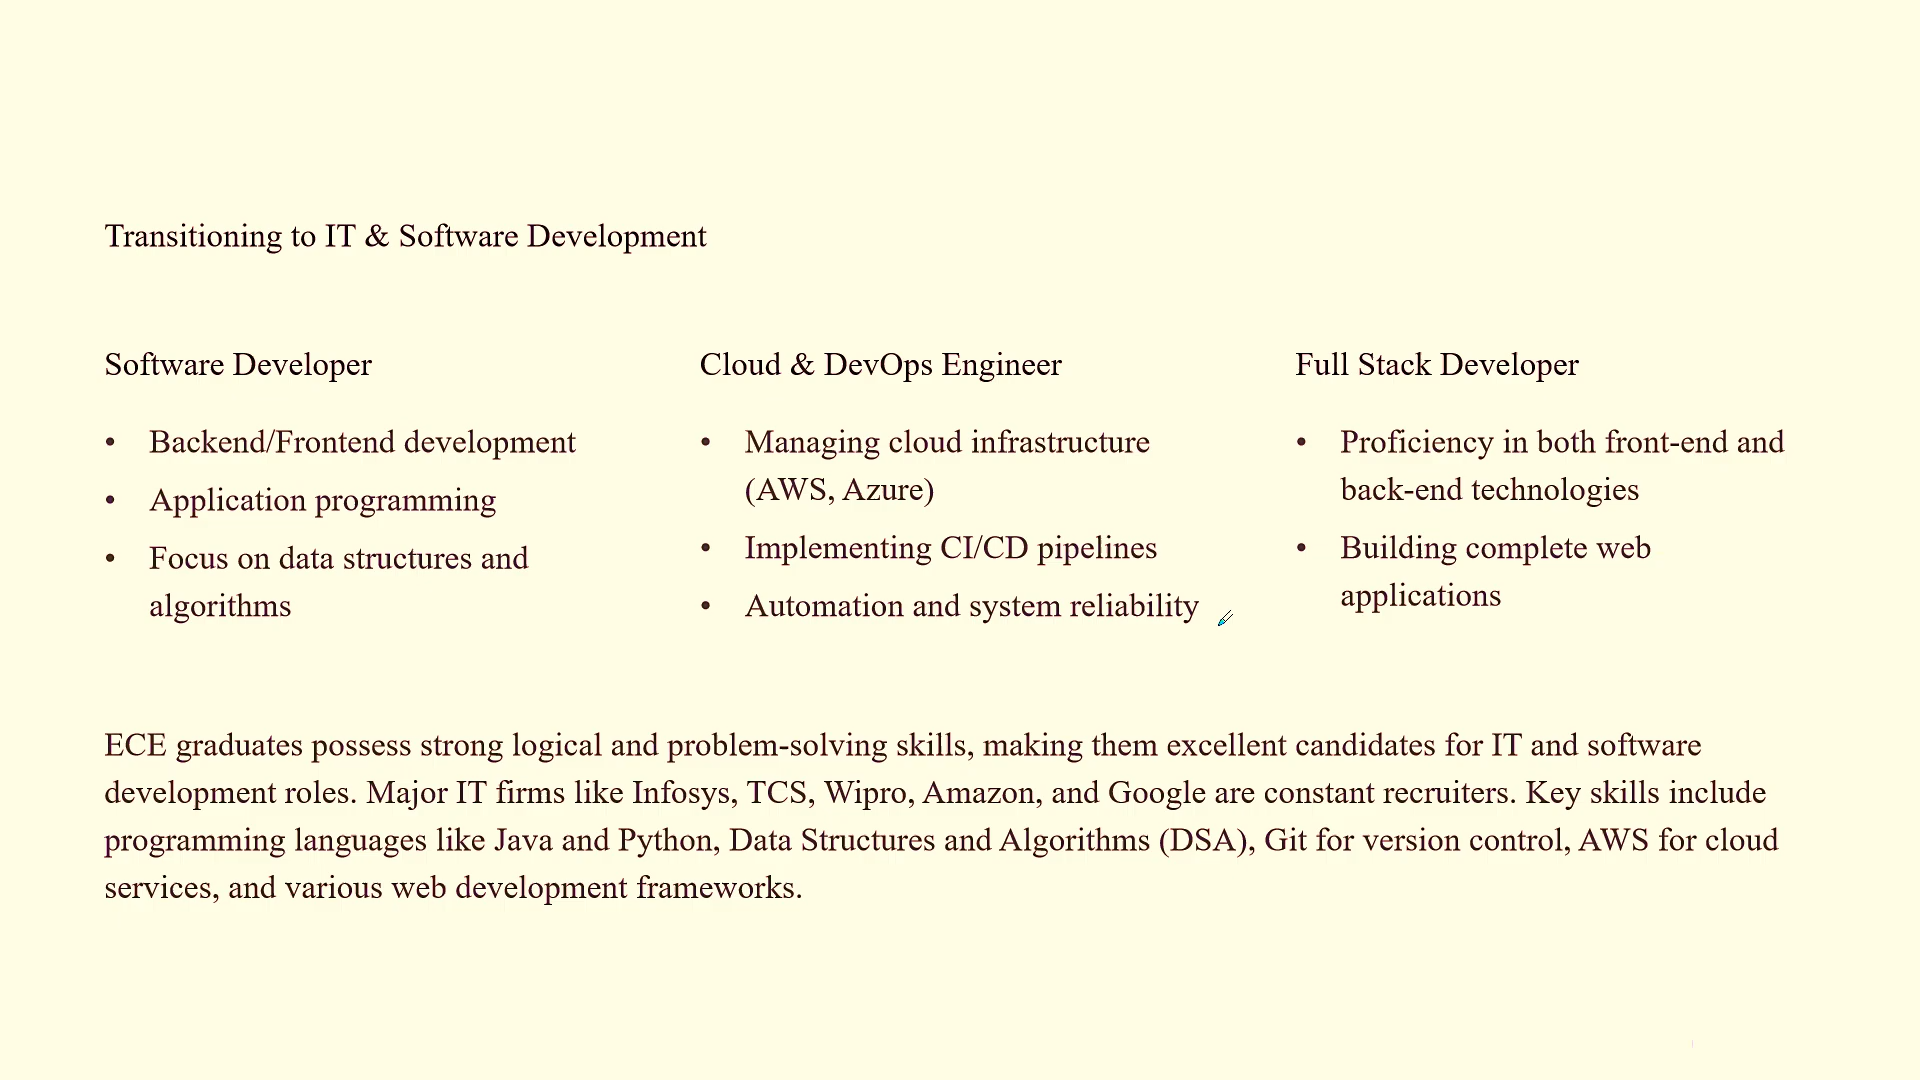 Transitioning to IT & Software Development
Software Developer
• Backend/Frontend development
• Application programming
• Focus on data structures and
algorithms
Cloud & DevOps Engineer
• Managing cloud infrastructure
(AWS, Azure)
• Implementing CI/CD pipelines
• Automation and system reliability
Full Stack Developer
• Proficiency in both front-end and
back-end technologies
• Building complete web
applications
ECE graduates possess strong logical and problem-solving skills, making them excellent candidates for IT and software
development roles. Major IT firms like Infosys, TCS, Wipro, Amazon, and Google are constant recruiters. Key skills include
programming languages like Java and Python, Data Structures and Algorithms (DSA), Git for version control, AWS for cloud
services, and various web development frameworks.